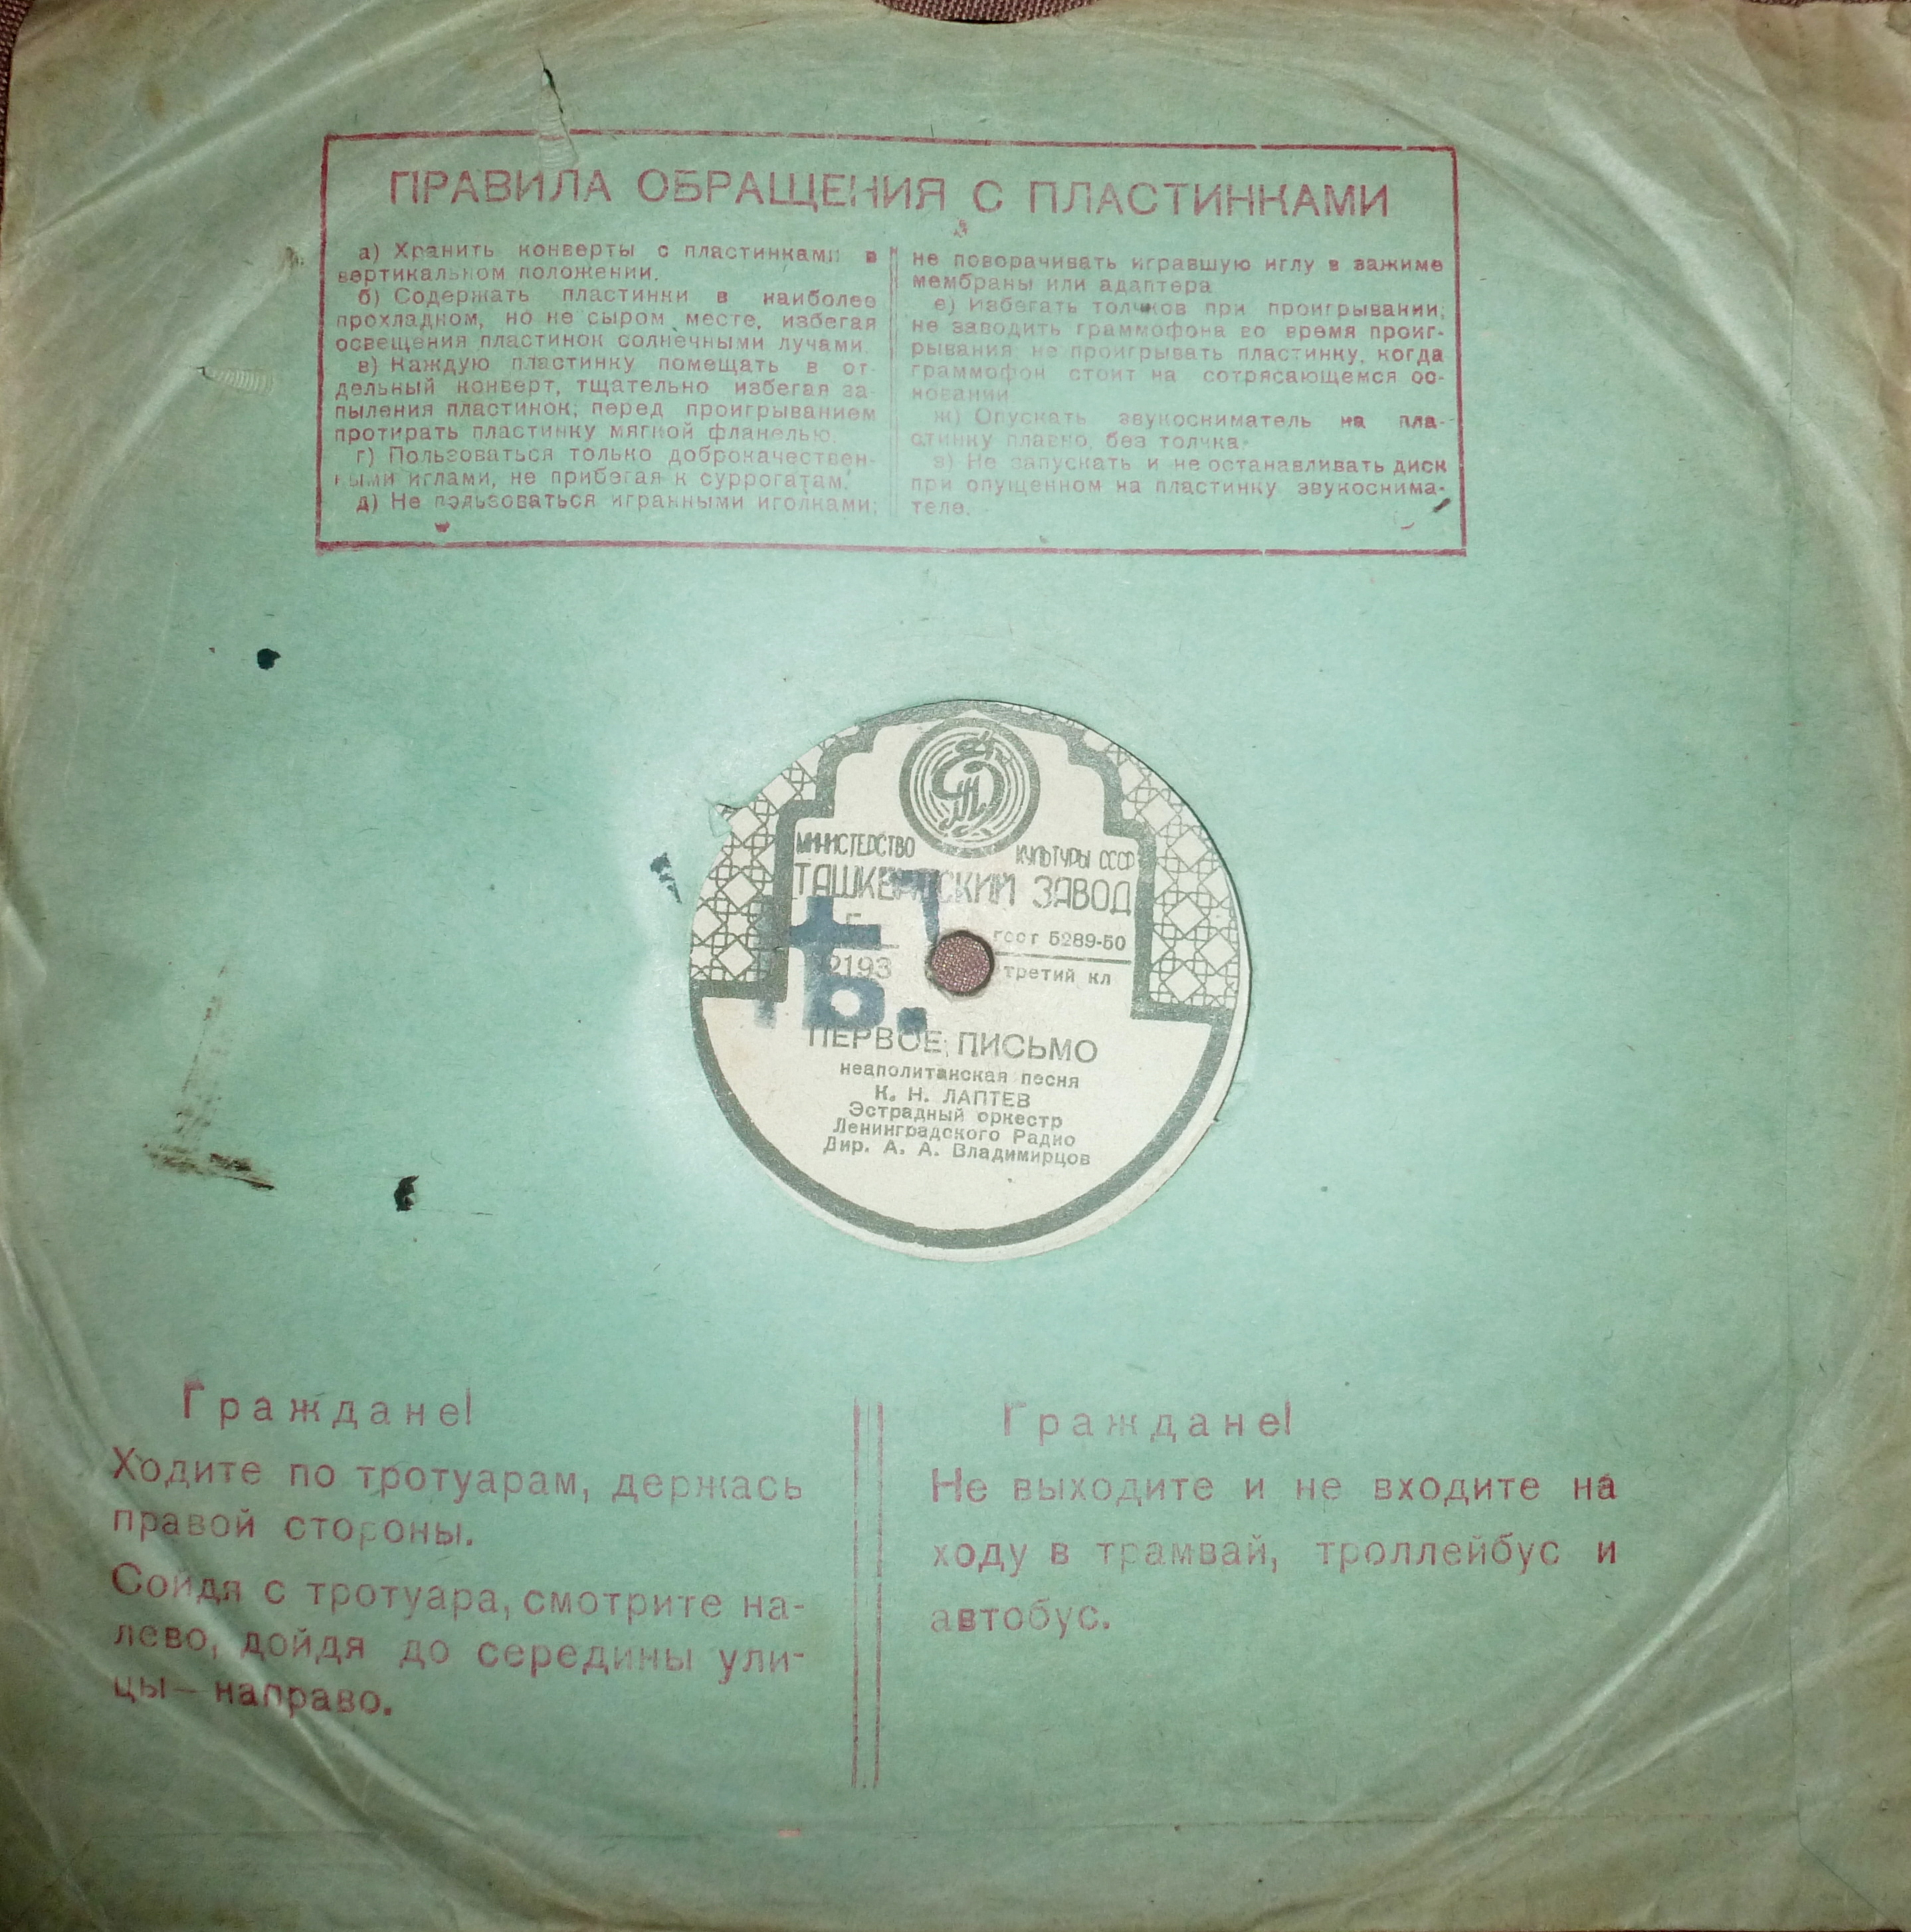 ПРАВИЛА ОБРАЩЕНИЯ С ПЛАСТИНКАМИ
а) Хранить конверты с пластинками в
вертикальном положении.
б) Содержать пластинки в наиболее
прохладном, но не сыром месте, избегая
освещения пластинок солнечными лучами.
в) Каждую пластинку помещать в от-
дельный конверт, тщательно избегая за-
пыления пластинок; перед проигрыванием
протирать пластинку мягкой фланелью.
г) Пользоваться только доброкачествен-
ными иглами, не прибегая к суррогатам.
д) Не пользоваться игранными иголками;
не поворачивать игравшую иглу в зажиме
мембраны или адаптера
е) Избегать толчков при проигрывании;
не заводить граммофона во время проиг-
рывания; не проигрывать пластинку, когда
граммофон стоит на сотрясающемся ос-
новании
ж) Опускать звукосниматель на пла-
стинку плавно, без толчка.
з) Не запускать и не останавливать диск
при опущенном на пластинку звукоснима-
теле.
МИНИСТЕРСТВО КУЛЬТУРЫ СССР
ТАШКЕНТСКИЙ ЗАВОД
ГОСТ 5289-50
2193 третий кл
ПЕРВОЕ ПИСЬМО
неаполитанская песня
К. Н. ЛАПТЕВ
Эстрадный оркестр
Ленинградского Радио
Дир. А. А. Владимирцов
Граждане!
Ходите по тротуарам, держась
правой стороны.
Сойдя с тротуара, смотрите на-
лево, дойдя до середины ули-
цы — направо.
Граждане!
Не выходите и не входите на
ходу в трамвай, троллейбус и
автобус.